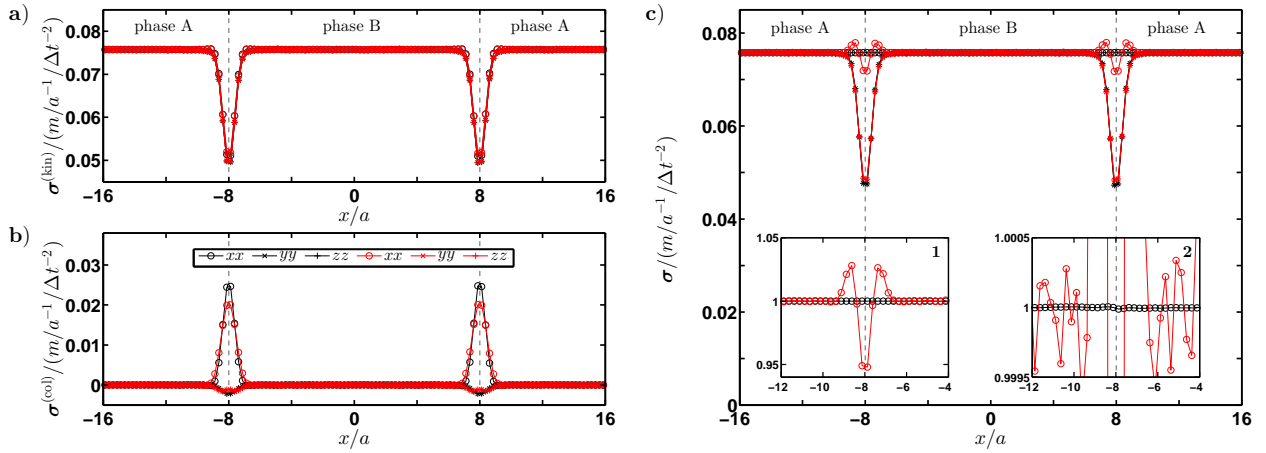 a)
phase A
phase B
phase A
0.08
0.07
0.06
0.05
σ^(kin)/(m/a^−1/Δt^−2)
−16
−8
0
8
16
x/a
b)
0.03
0.02
0.01
0
σ^(col)/(m/a^−1/Δt^−2)
xx yy zz xx yy zz
−16
−8
0
8
16
x/a
c)
phase A
phase B
phase A
0.08
0.06
0.04
0.02
0
σ/(m/a^−1/Δt^−2)
1
1.05
1
0.95
−12
−10
−8
−6
−4
2
1.0005
1
0.9995
−12
−10
−8
−6
−4
−16
−8
0
8
16
x/a